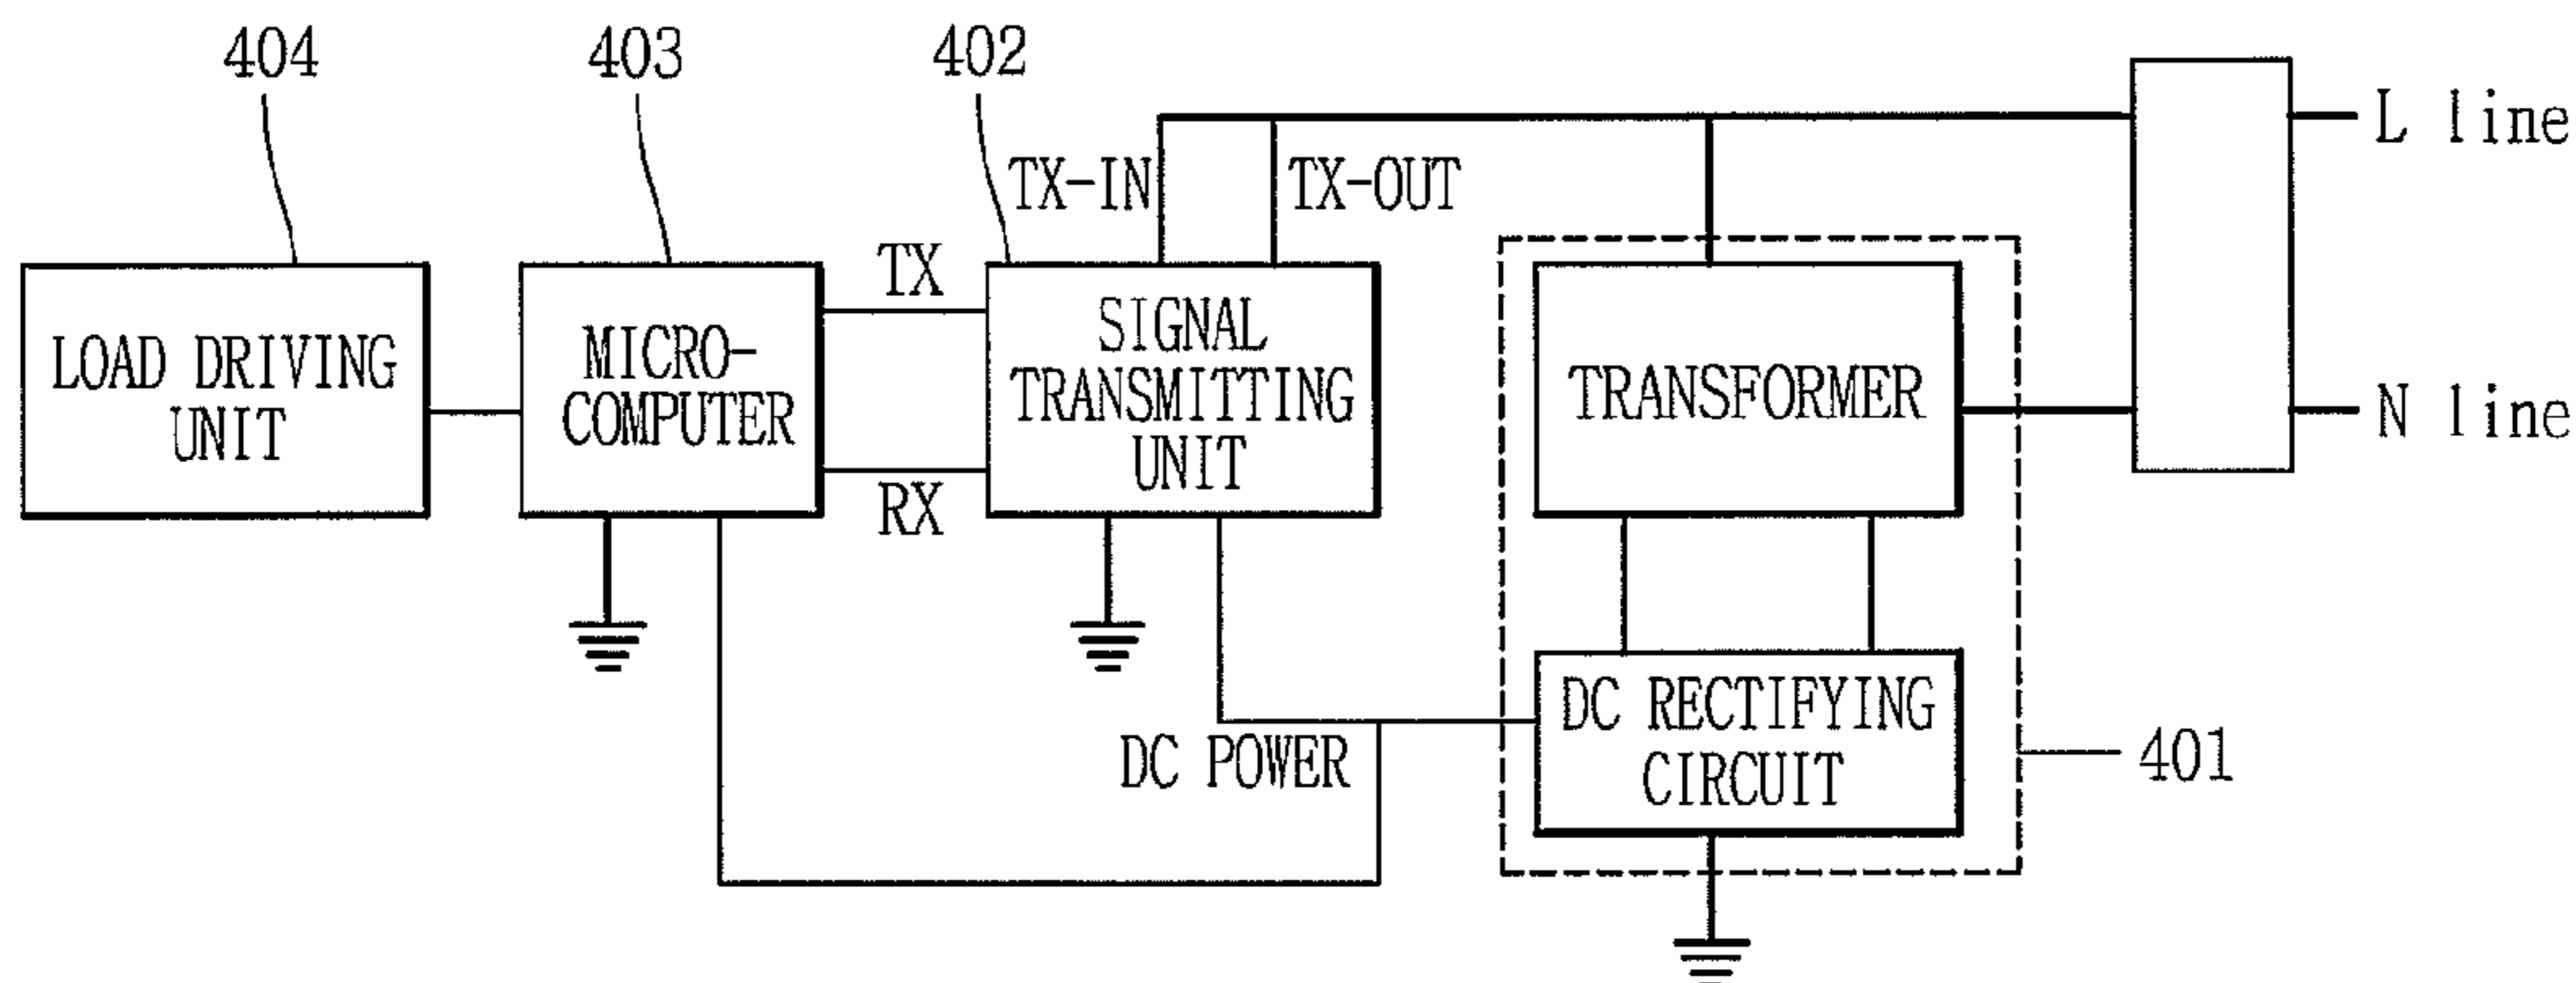 404
403
402
L line
TX-IN
TX-OUT
TX
LOAD DRIVING
UNIT
MICRO-
COMPUTER
SIGNAL
TRANSMITTING
UNIT
TRANSFORMER
N line
RX
DC POWER
DC RECTIFYING
CIRCUIT
401